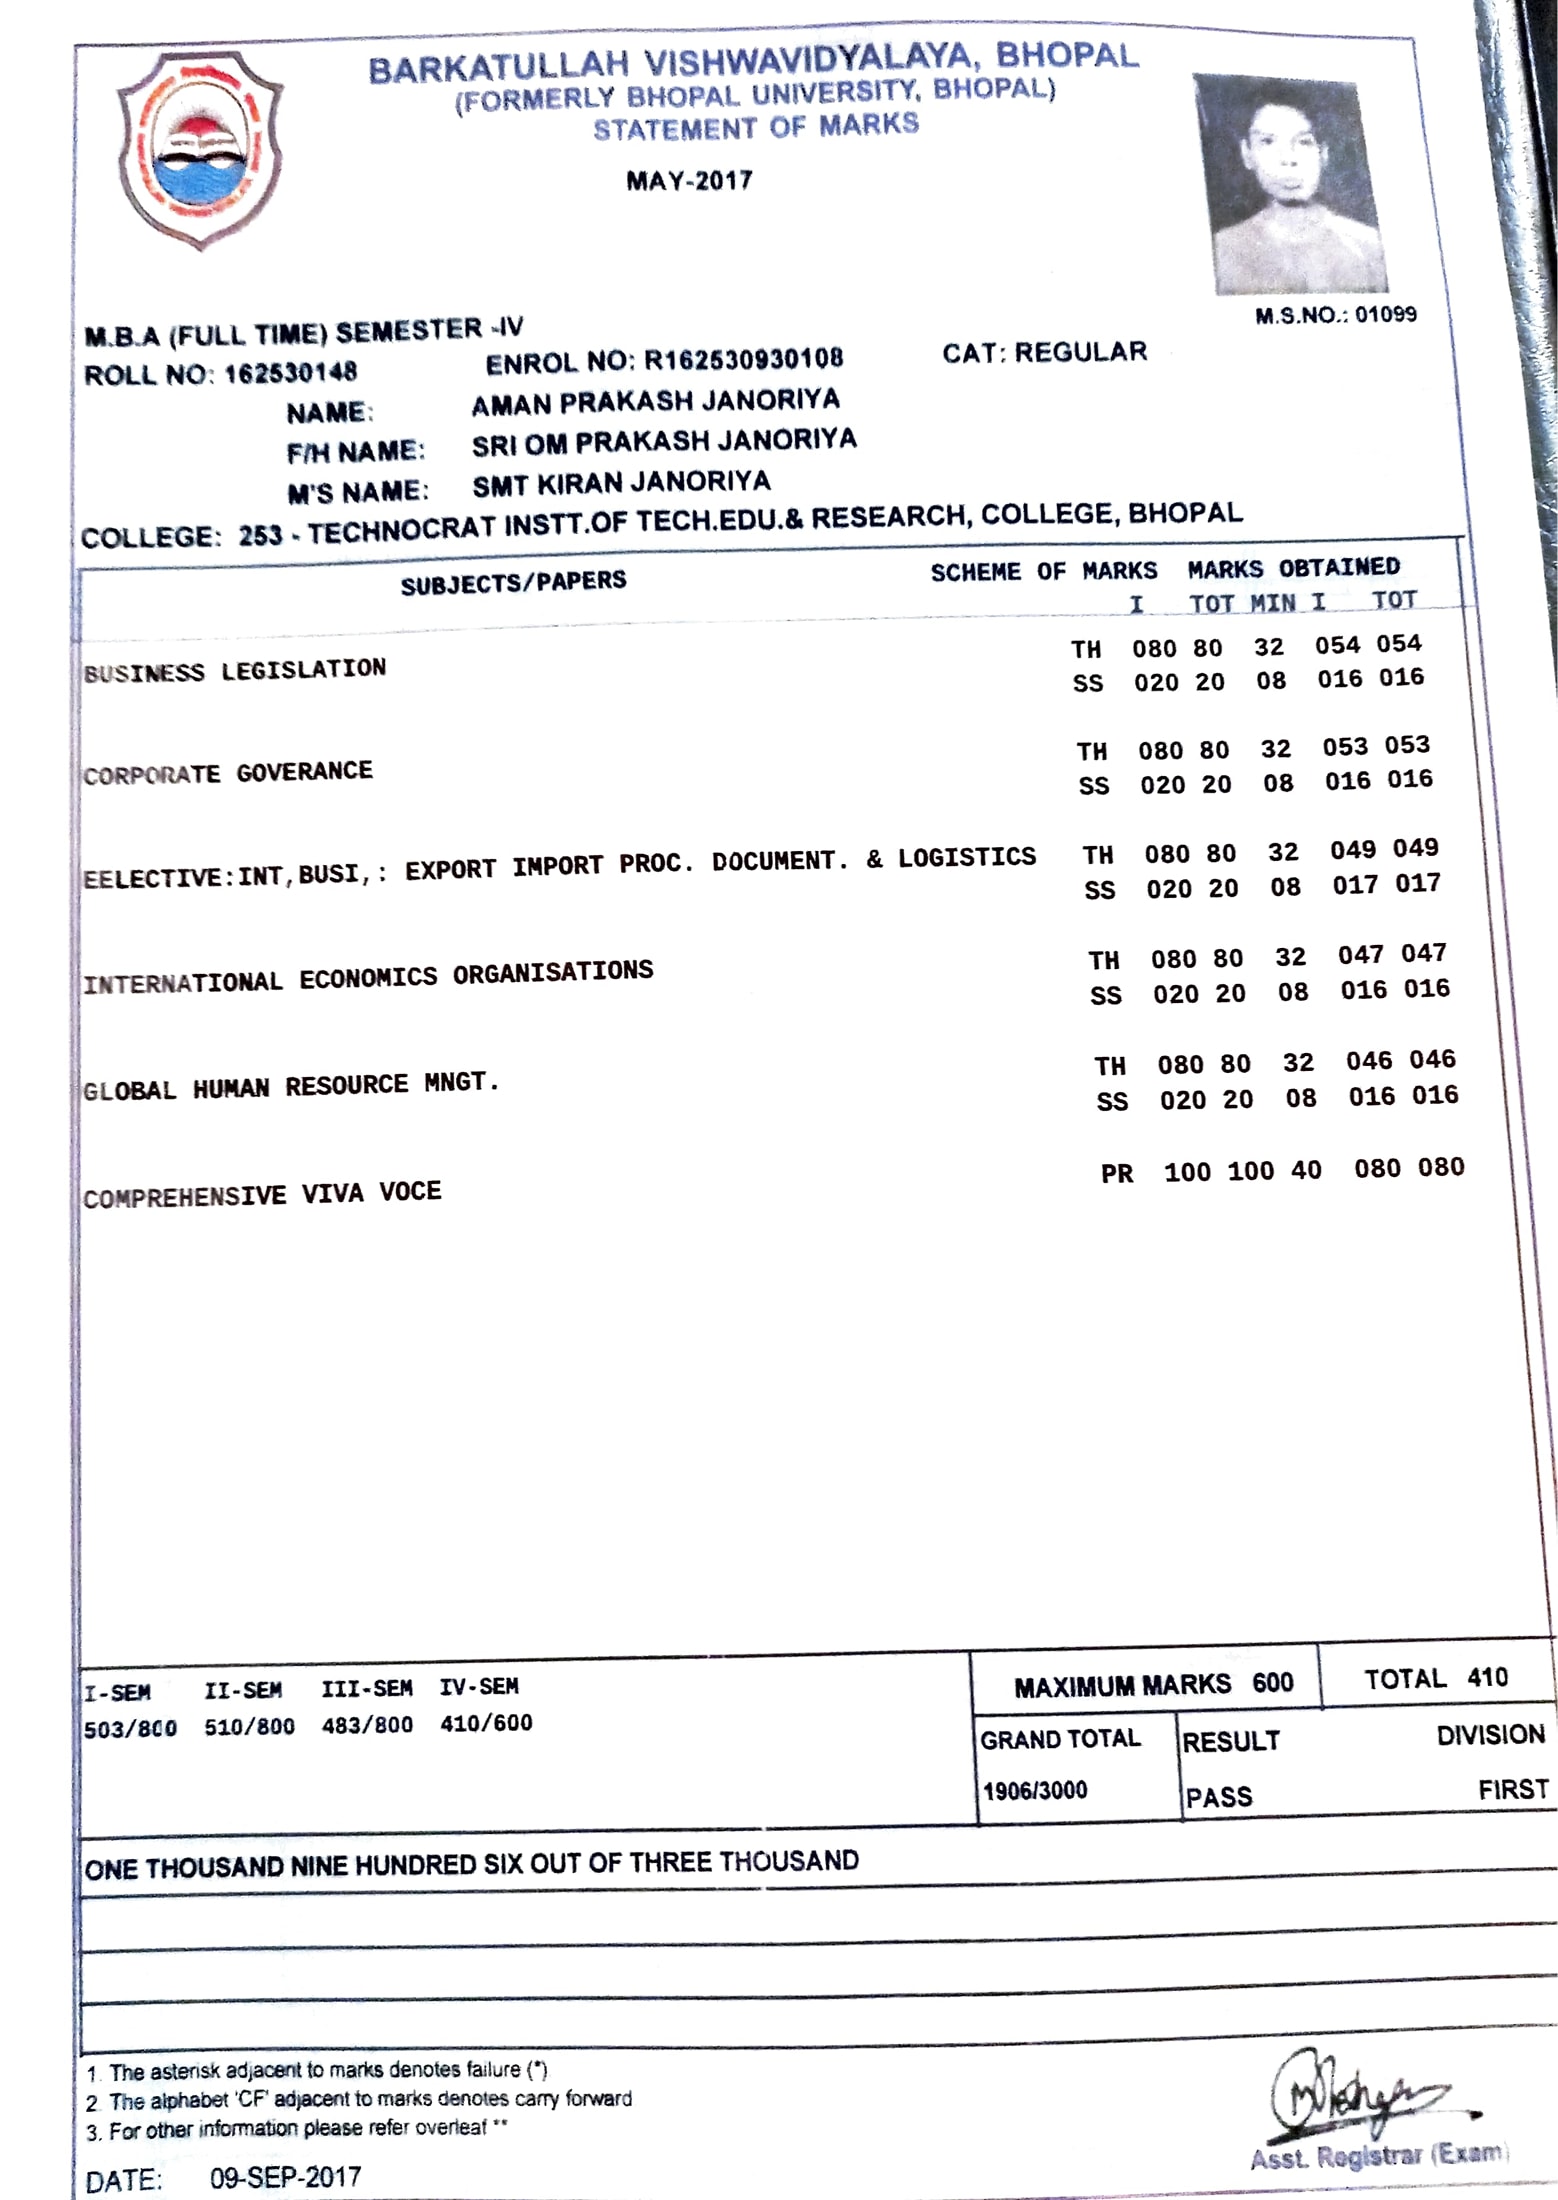 BARKATULLAH VISHWAVIDYALAYA, BHOPAL
(FORMERLY BHOPAL UNIVERSITY, BHOPAL)
STATEMENT OF MARKS
MAY-2017
M.S.NO.: 01099
M.B.A (FULL TIME) SEMESTER -IV
ROLL NO: 162530148 ENROL NO: R162530930108 CAT: REGULAR
NAME: AMAN PRAKASH JANORIYA
F/H NAME: SRI OM PRAKASH JANORIYA
M'S NAME: SMT KIRAN JANORIYA
COLLEGE: 253 - TECHNOCRAT INSTT.OF TECH.EDU.& RESEARCH, COLLEGE, BHOPAL
SUBJECTS/PAPERS SCHEME OF MARKS MARKS OBTAINED
I TOT MIN I TOT
BUSINESS LEGISLATION TH 080 80 32 054 054
SS 020 20 08 016 016
CORPORATE GOVERANCE TH 080 80 32 053 053
SS 020 20 08 016 016
EELECTIVE:INT,BUSI,: EXPORT IMPORT PROC. DOCUMENT. & LOGISTICS TH 080 80 32 049 049
SS 020 20 08 017 017
INTERNATIONAL ECONOMICS ORGANISATIONS TH 080 80 32 047 047
SS 020 20 08 016 016
GLOBAL HUMAN RESOURCE MNGT. TH 080 80 32 046 046
SS 020 20 08 016 016
COMPREHENSIVE VIVA VOCE PR 100 100 40 080 080
I-SEM II-SEM III-SEM IV-SEM MAXIMUM MARKS 600 TOTAL 410
503/800 510/800 483/800 410/600 GRAND TOTAL RESULT DIVISION
1906/3000 PASS FIRST
ONE THOUSAND NINE HUNDRED SIX OUT OF THREE THOUSAND
1. The asterisk adjacent to marks denotes failure (*)
2. The alphabet 'CF' adjacent to marks denotes carry forward
3. For other information please refer overleaf **
Asst. Registrar (Exam)
DATE: 09-SEP-2017